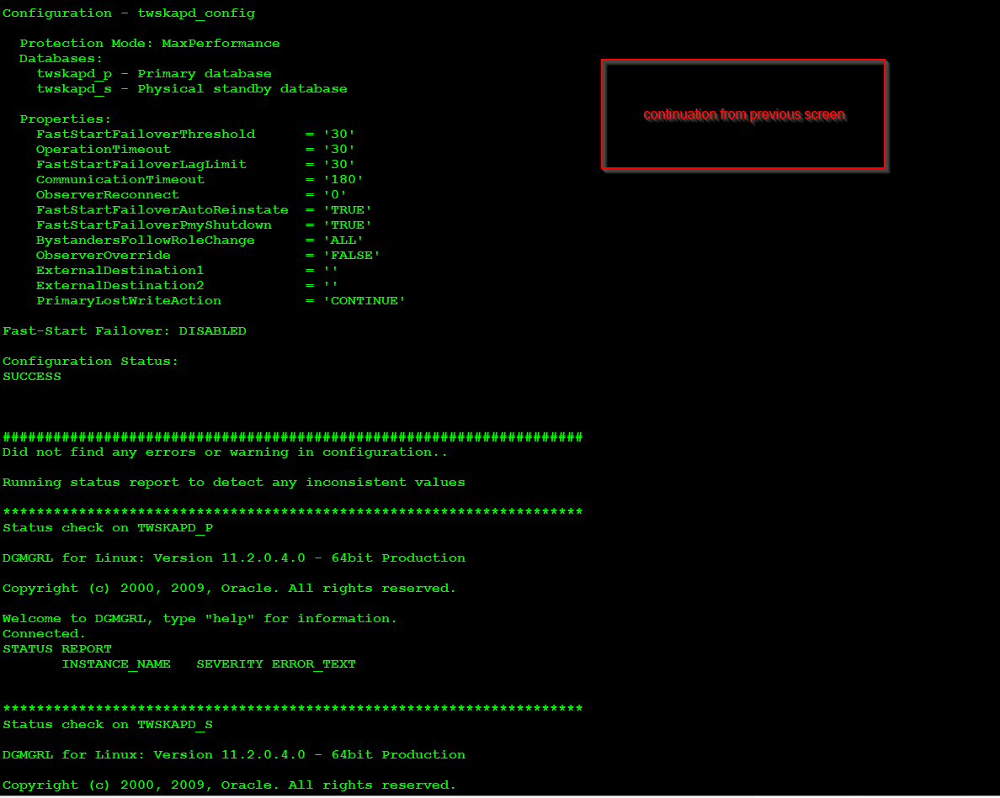 Configuration - twskapd_config
Protection Mode: MaxPerformance
Databases:
twskapd_p - Primary database
twskapd_s - Physical standby database
continuation from previous screen
Properties:
FastStartFailoverThreshold = '30'
OperationTimeout = '30'
FastStartFailoverLagLimit = '30'
CommunicationTimeout = '180'
ObserverReconnect = '0'
FastStartFailoverAutoReinstate = 'TRUE'
FastStartFailoverPmyShutdown = 'TRUE'
BystandersFollowRoleChange = 'ALL'
ObserverOverride = 'FALSE'
ExternalDestination1 = ''
ExternalDestination2 = ''
PrimaryLostWriteAction = 'CONTINUE'
Fast-Start Failover: DISABLED
Configuration Status:
SUCCESS
#####################################################################
Did not find any errors or warning in configuration..
Running status report to detect any inconsistent values
*********************************************************************
Status check on TWSKAPD_P
DGMGRL for Linux: Version 11.2.0.4.0 - 64bit Production
Copyright (c) 2000, 2009, Oracle. All rights reserved.
Welcome to DGMGRL, type "help" for information.
Connected.
STATUS REPORT
INSTANCE_NAME SEVERITY ERROR_TEXT
*********************************************************************
Status check on TWSKAPD_S
DGMGRL for Linux: Version 11.2.0.4.0 - 64bit Production
Copyright (c) 2000, 2009, Oracle. All rights reserved.